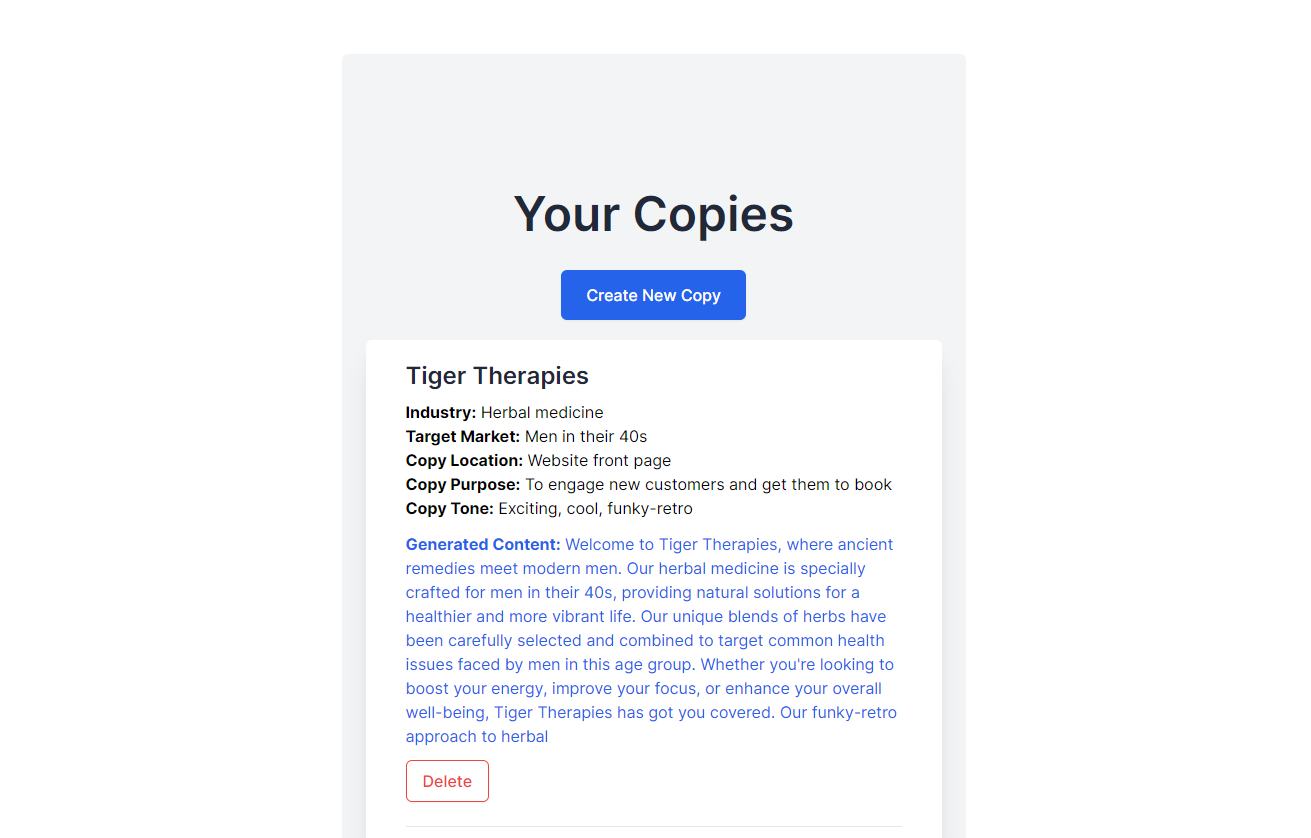 Your Copies
Create New Copy
Tiger Therapies
Industry: Herbal medicine
Target Market: Men in their 40s
Copy Location: Website front page
Copy Purpose: To engage new customers and get them to book
Copy Tone: Exciting, cool, funky-retro
Generated Content: Welcome to Tiger Therapies, where ancient
remedies meet modern men. Our herbal medicine is specially
crafted for men in their 40s, providing natural solutions for a
healthier and more vibrant life. Our unique blends of herbs have
been carefully selected and combined to target common health
issues faced by men in this age group. Whether you're looking to
boost your energy, improve your focus, or enhance your overall
well-being, Tiger Therapies has got you covered. Our funky-retro
approach to herbal
Delete